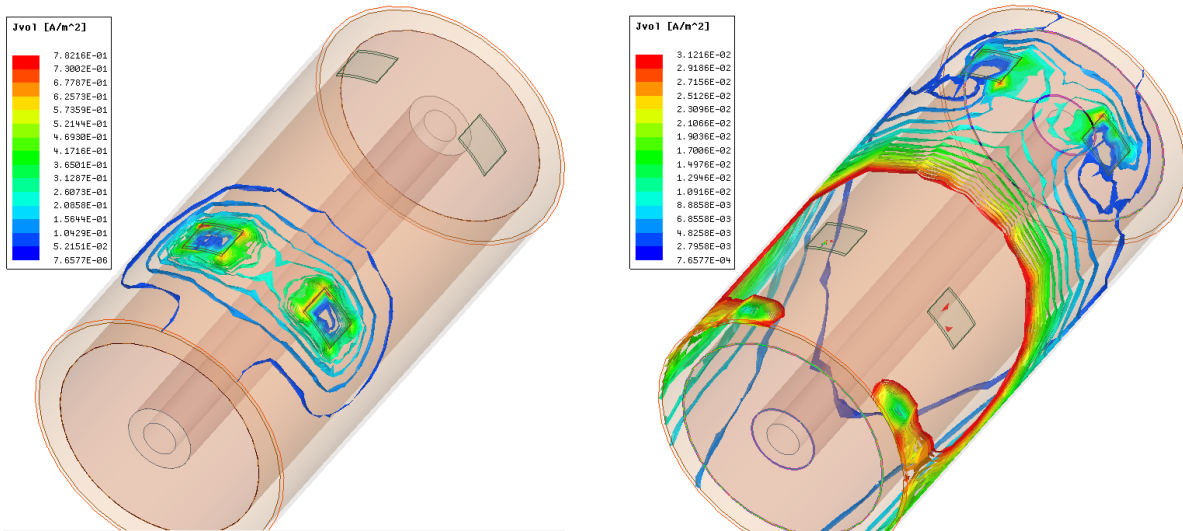 Jvol [A/m^2]
7.8216E-01
7.3002E-01
6.7787E-01
6.2573E-01
5.7359E-01
5.2144E-01
4.6930E-01
4.1716E-01
3.6501E-01
3.1287E-01
2.6073E-01
2.0858E-01
1.5644E-01
1.0429E-01
5.2151E-02
7.6577E-06
Jvol [A/m^2]
3.1216E-02
2.9186E-02
2.7156E-02
2.5126E-02
2.3096E-02
2.1066E-02
1.9036E-02
1.7006E-02
1.4976E-02
1.2946E-02
1.0916E-02
8.8858E-03
6.8558E-03
4.8258E-03
2.7958E-03
7.6577E-04